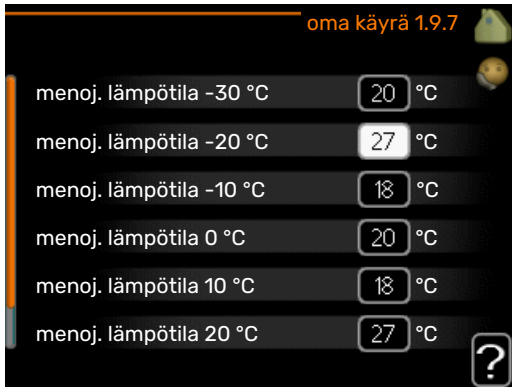 oma käyrä 1.9.7
menoj. lämpötila -30 °C 20 °C
menoj. lämpötila -20 °C 27 °C
menoj. lämpötila -10 °C 18 °C
menoj. lämpötila 0 °C 20 °C
menoj. lämpötila 10 °C 18 °C
menoj. lämpötila 20 °C 27 °C
?